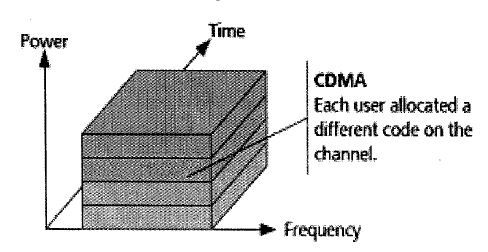 Power
Time
CDMA
Each user allocated a
different code on the
channel.
Frequency